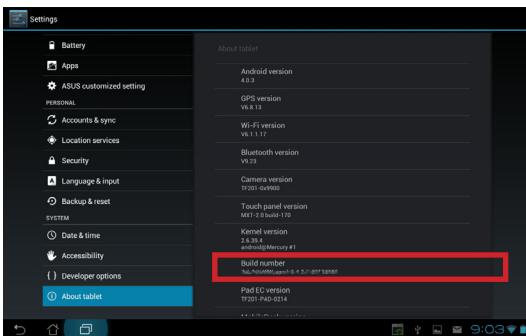 Settings
Battery
Apps
ASUS customized setting
PERSONAL
Accounts & sync
Location services
Security
Language & input
Backup & reset
SYSTEM
Date & time
Accessibility
Developer options
About tablet
About tablet
Android version
4.0.3
GPS version
V6.8.13
Wi-Fi version
V6.1.1.17
Bluetooth version
V9.23
Camera version
TF201-0x9900
Touch panel version
MXT-2.0 build-170
Kernel version
2.6.39.4
android@Mercury #1
Build number
Pad EC version
TF201-PAD-0214
9:03